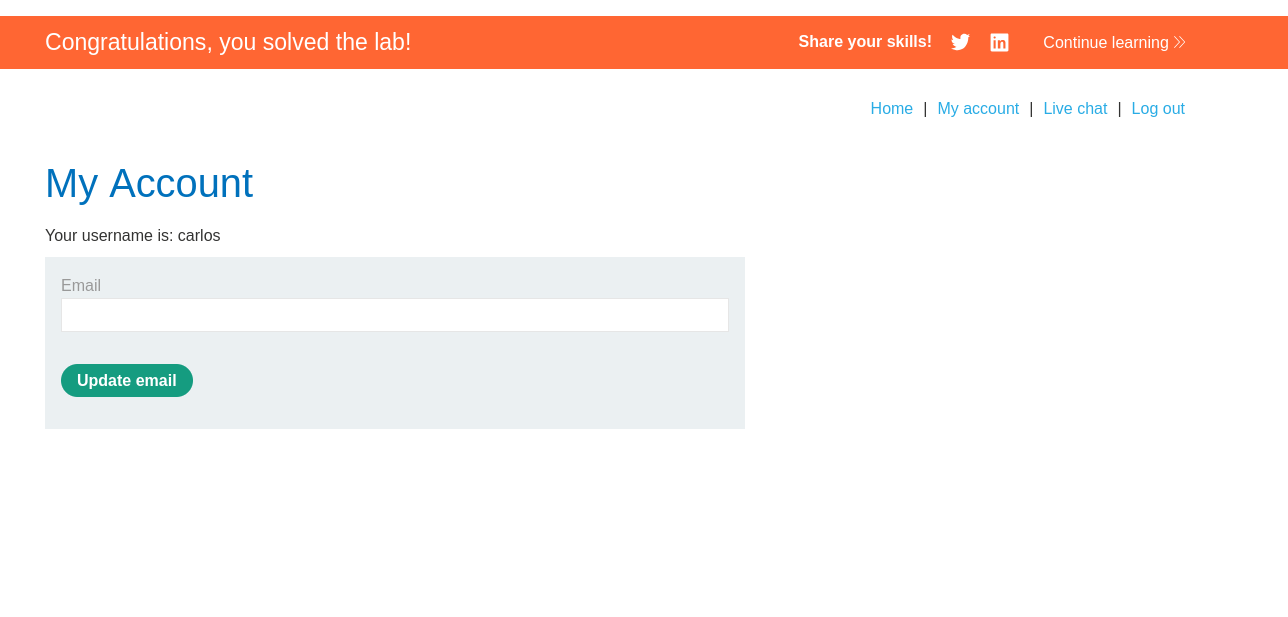 Congratulations, you solved the lab!
Share your skills!
Continue learning
Home | My account | Live chat | Log out
My Account
Your username is: carlos
Email
Update email